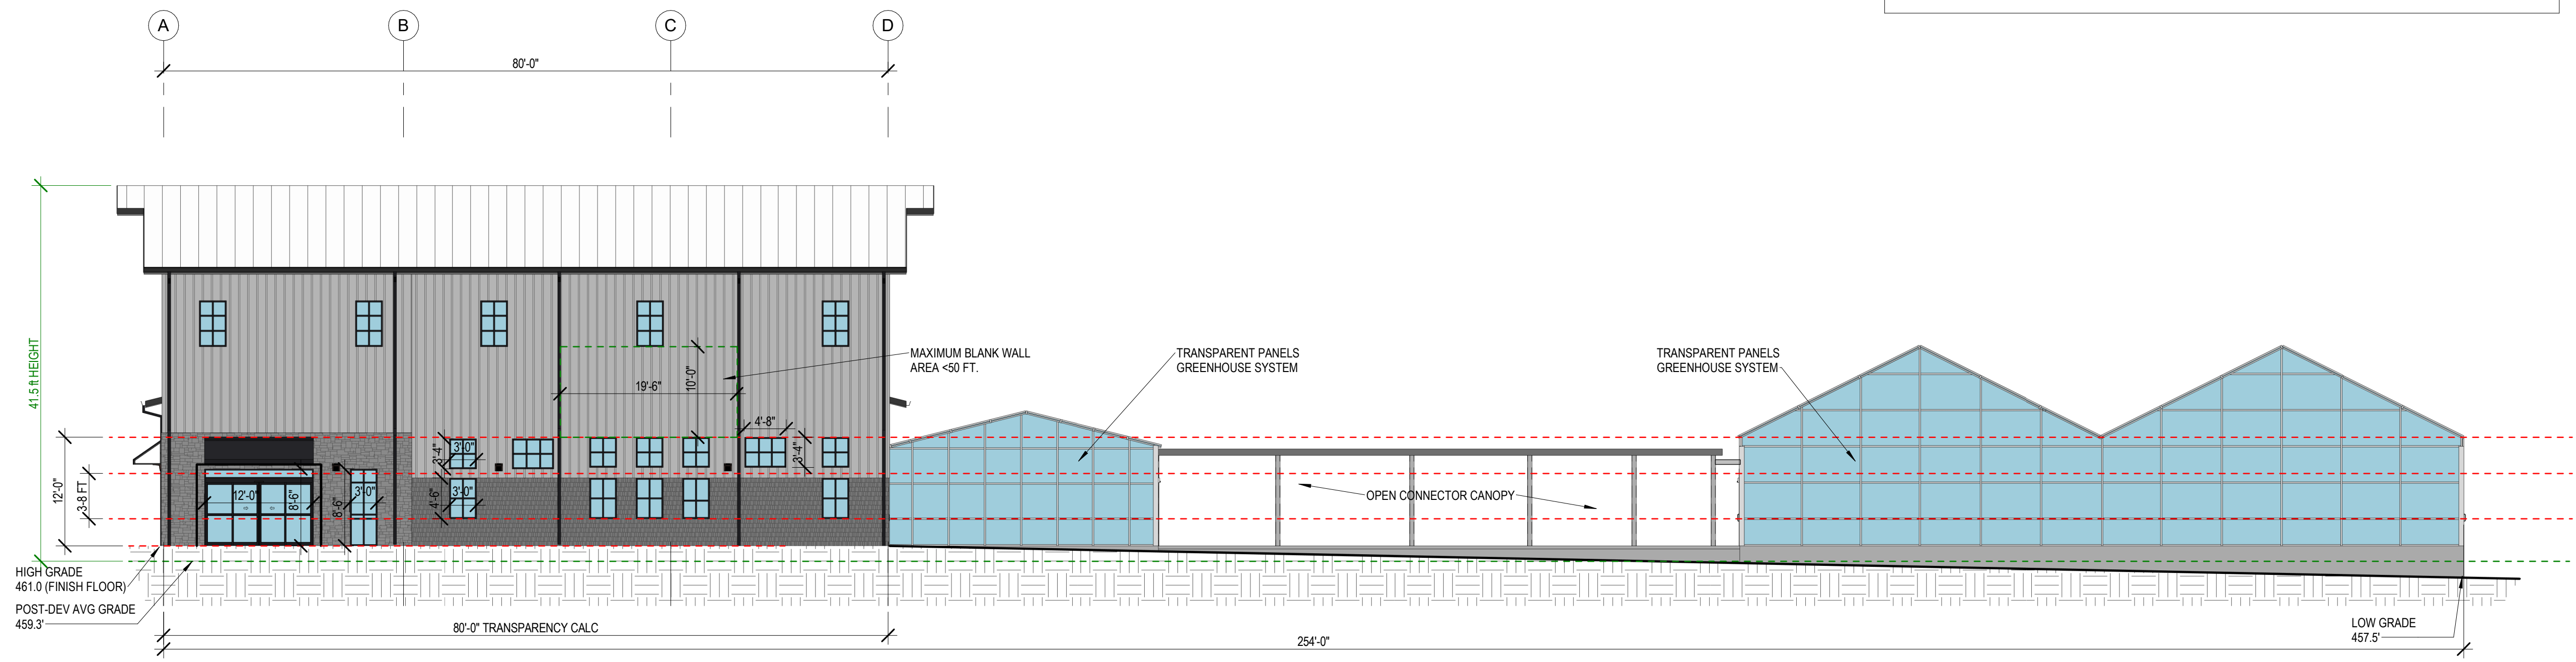 A
B
C
D
80'-0"
41.5 ft HEIGHT
MAXIMUM BLANK WALL
AREA <50 FT.
TRANSPARENT PANELS
GREENHOUSE SYSTEM
TRANSPARENT PANELS
GREENHOUSE SYSTEM
19'-6"
10'-0"
4'-8"
3'-4"
3'-0"
3'-4"
12'-0"
3-8 FT
12'-0"
8'-6"
8'-6"
3'-0"
4'-6"
3'-0"
OPEN CONNECTOR CANOPY
HIGH GRADE
461.0 (FINISH FLOOR)
POST-DEV AVG GRADE
459.3'
80'-0" TRANSPARENCY CALC
254'-0"
LOW GRADE
457.5'